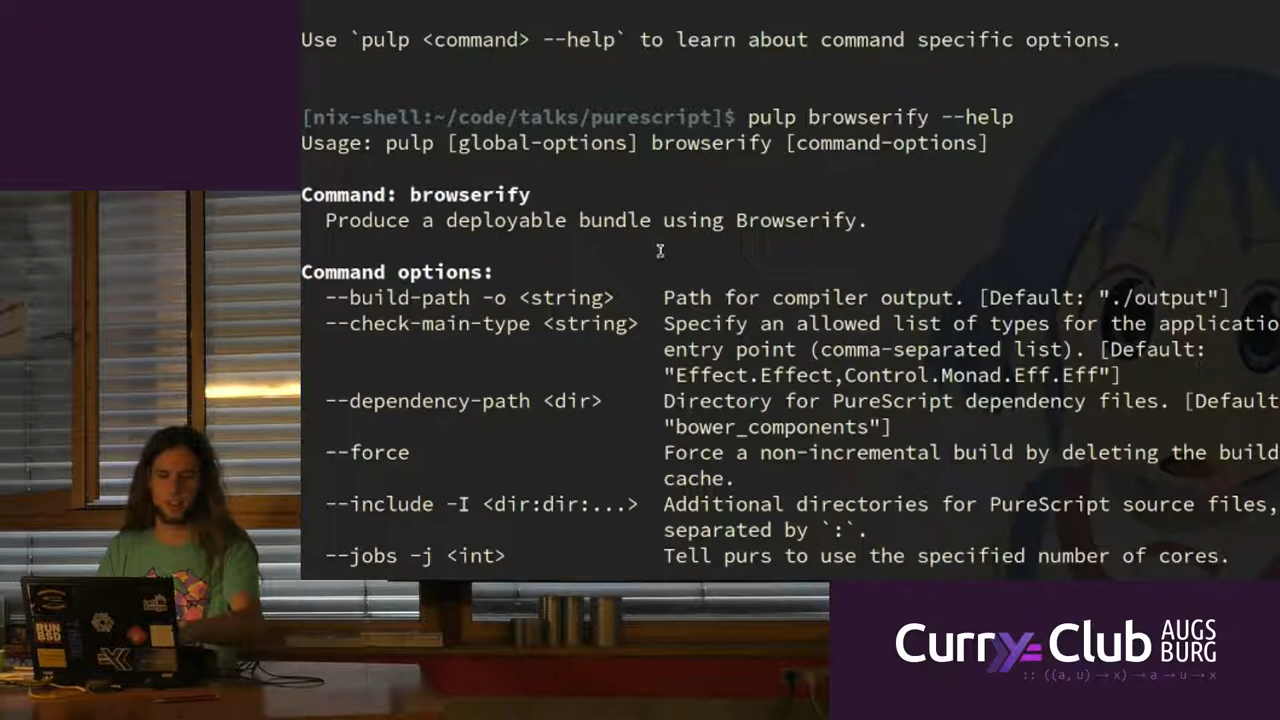 Use `pulp <command> --help` to learn about command specific options.
[nix-shell:~/code/talks/purescript]$ pulp browserify --help
Usage: pulp [global-options] browserify [command-options]
Command: browserify
Produce a deployable bundle using Browserify.
Command options:
--build-path -o <string> Path for compiler output. [Default: "./output"]
--check-main-type <string> Specify an allowed list of types for the applicatio
entry point (comma-separated list). [Default:
"Effect.Effect,Control.Monad.Eff.Eff"]
--dependency-path <dir> Directory for PureScript dependency files. [Default
"bower_components"]
--force Force a non-incremental build by deleting the build
cache.
--include -I <dir:dir:...> Additional directories for PureScript source files,
separated by `:`.
--jobs -j <int> Tell purs to use the specified number of cores.
RUN
BSD
Curry Club AUGS
BURG
:: ((a, u) → x) → a → u → x